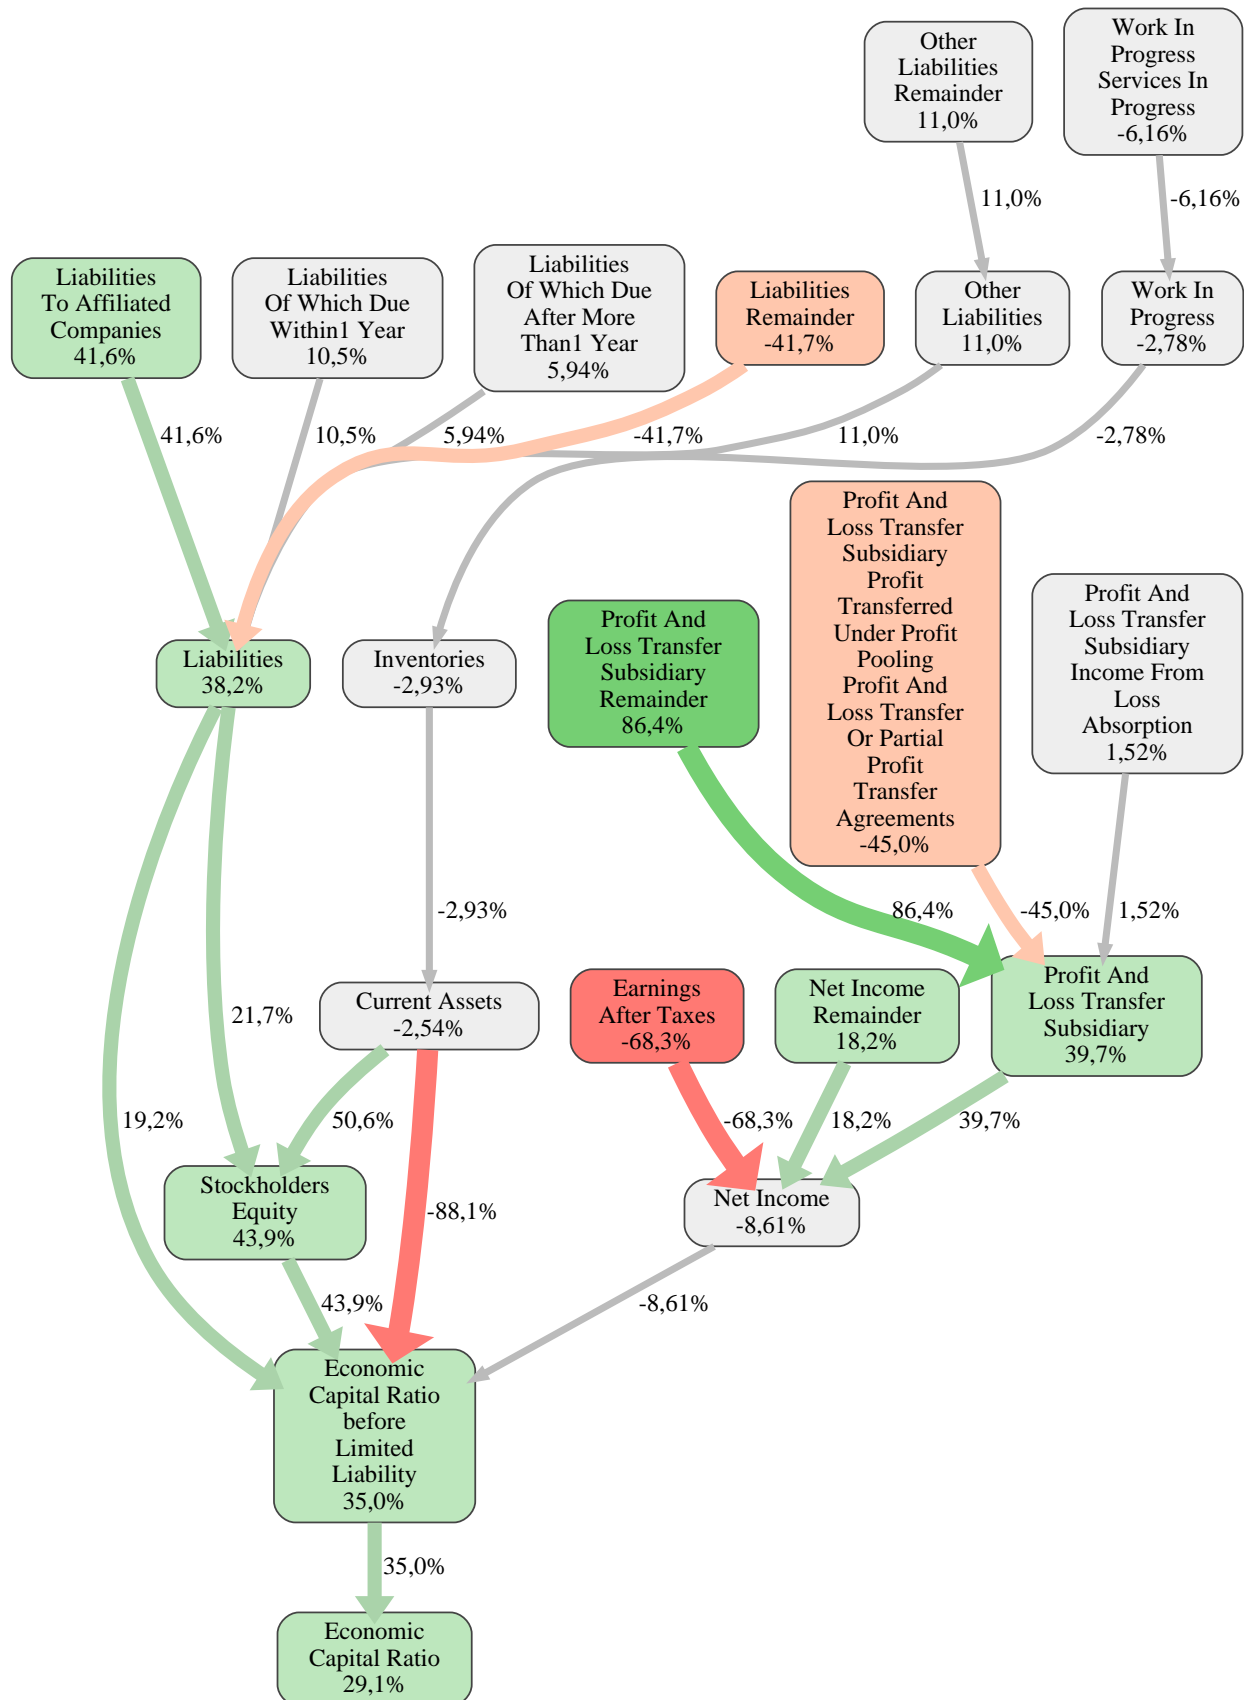 Other
Liabilities
Remainder
11,0%
Work In
Progress
Services In
Progress
-6,16%
11,0%
-6,16%
Liabilities
To Affiliated
Companies
41,6%
Liabilities
Of Which Due
Within1 Year
10,5%
Liabilities
Of Which Due
After More
Than1 Year
5,94%
Liabilities
Remainder
-41,7%
Other
Liabilities
11,0%
Work In
Progress
-2,78%
41,6%
10,5%
5,94%
-41,7%
11,0%
-2,78%
Profit And
Loss Transfer
Subsidiary
Profit
Transferred
Under Profit
Pooling
Profit And
Loss Transfer
Or Partial
Profit
Transfer
Agreements
-45,0%
Profit And
Loss Transfer
Subsidiary
Income From
Loss
Absorption
1,52%
Profit And
Loss Transfer
Subsidiary
Remainder
86,4%
Liabilities
38,2%
Inventories
-2,93%
-2,93%
86,4%
-45,0%
1,52%
21,7%
Current Assets
-2,54%
Earnings
After Taxes
-68,3%
Net Income
Remainder
18,2%
Profit And
Loss Transfer
Subsidiary
39,7%
19,2%
50,6%
-68,3%
18,2%
39,7%
Stockholders
Equity
43,9%
-88,1%
Net Income
-8,61%
43,9%
-8,61%
Economic
Capital Ratio
before
Limited
Liability
35,0%
35,0%
Economic
Capital Ratio
29,1%